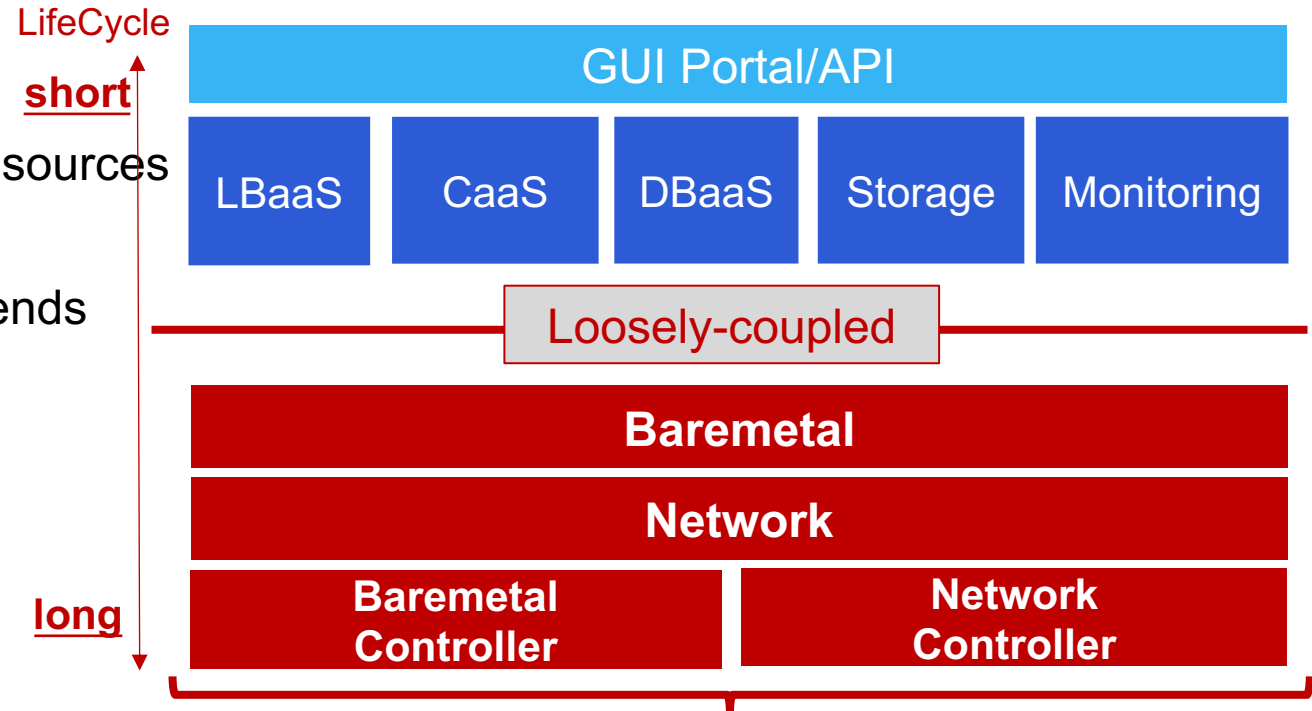 LifeCycle
short
GUI Portal/API
sources
LBaaS
CaaS
DBaaS
Storage
Monitoring
ends
Loosely-coupled
Baremetal
Network
long
Baremetal
Controller
Network
Controller